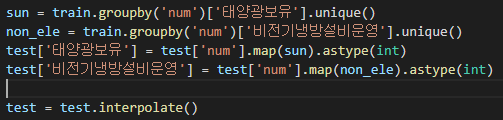 sun = train.groupby('num')['태양광보유'].unique()
non_ele = train.groupby('num')['비전기냉방설비운영'].unique()
test['태양광보유'] = test['num'].map(sun).astype(int)
test['비전기냉방설비운영'] = test['num'].map(non_ele).astype(int)
test = test.interpolate()